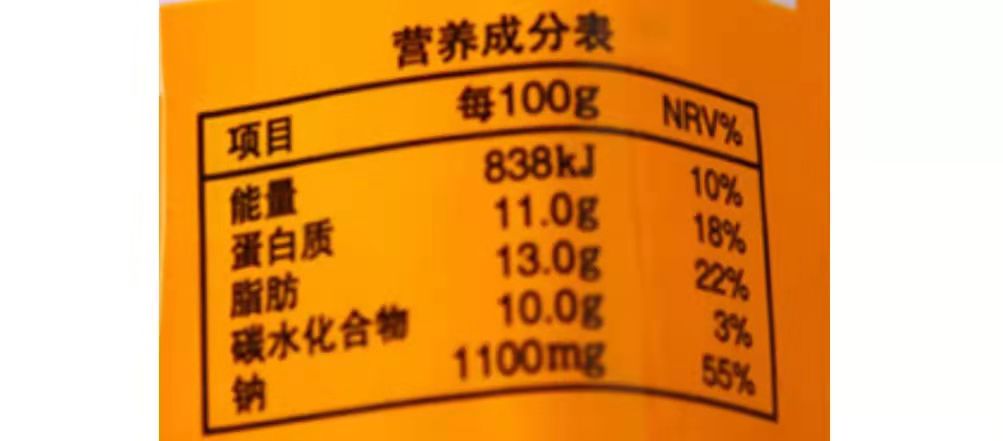 营养成分表
项目 每100g NRV%
能量 838kJ 10%
蛋白质 11.0g 18%
脂肪 13.0g 22%
碳水化合物 10.0g 3%
钠 1100mg 55%